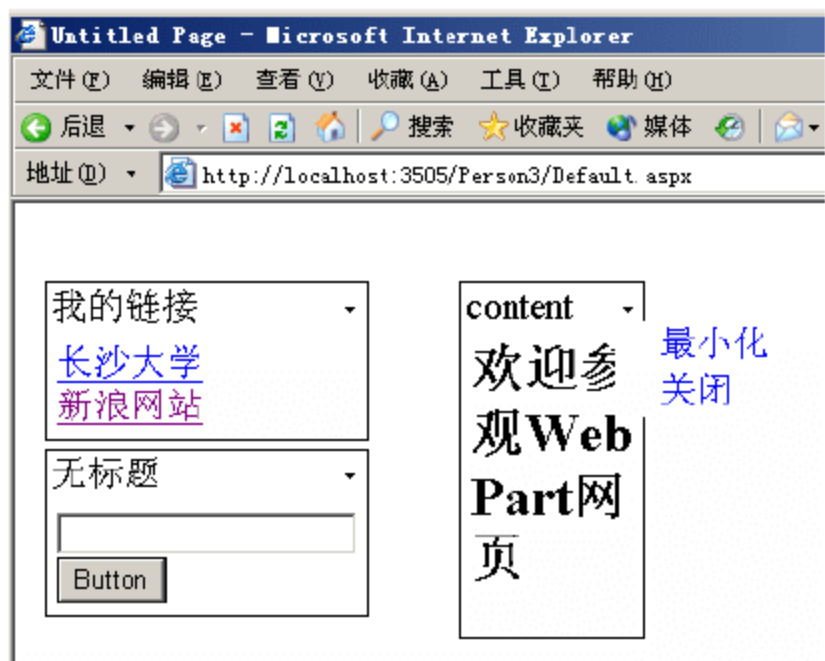 Untitled Page - Microsoft Internet Explorer
文件(F) 编辑(E) 查看(V) 收藏(A) 工具(T) 帮助(H)
后退 搜索 收藏夹 媒体
地址(D) http://localhost:3505/Person3/Default.aspx
我的链接
长沙大学
新浪网站
无标题
Button
content
欢迎参
观Web
Part网
页
最小化
关闭